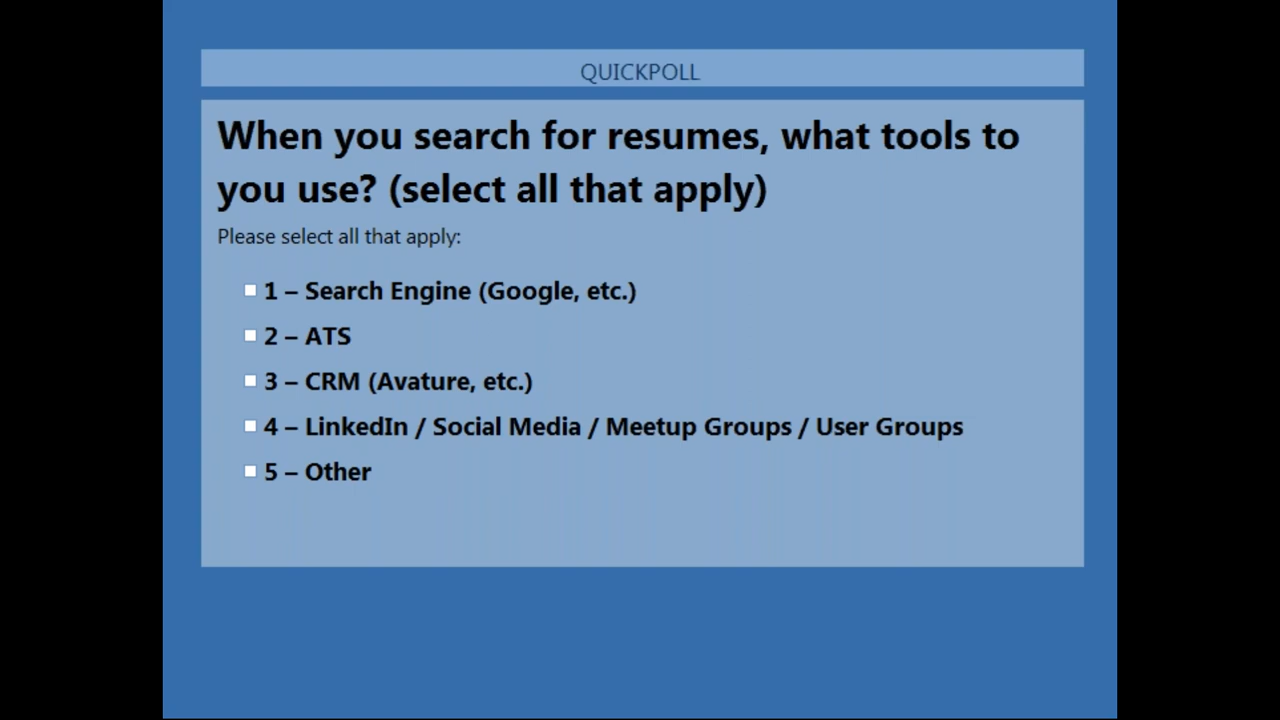 QUICKPOLL
When you search for resumes, what tools to
you use? (select all that apply)
Please select all that apply:
1 – Search Engine (Google, etc.)
2 – ATS
3 – CRM (Avature, etc.)
4 – LinkedIn / Social Media / Meetup Groups / User Groups
5 – Other